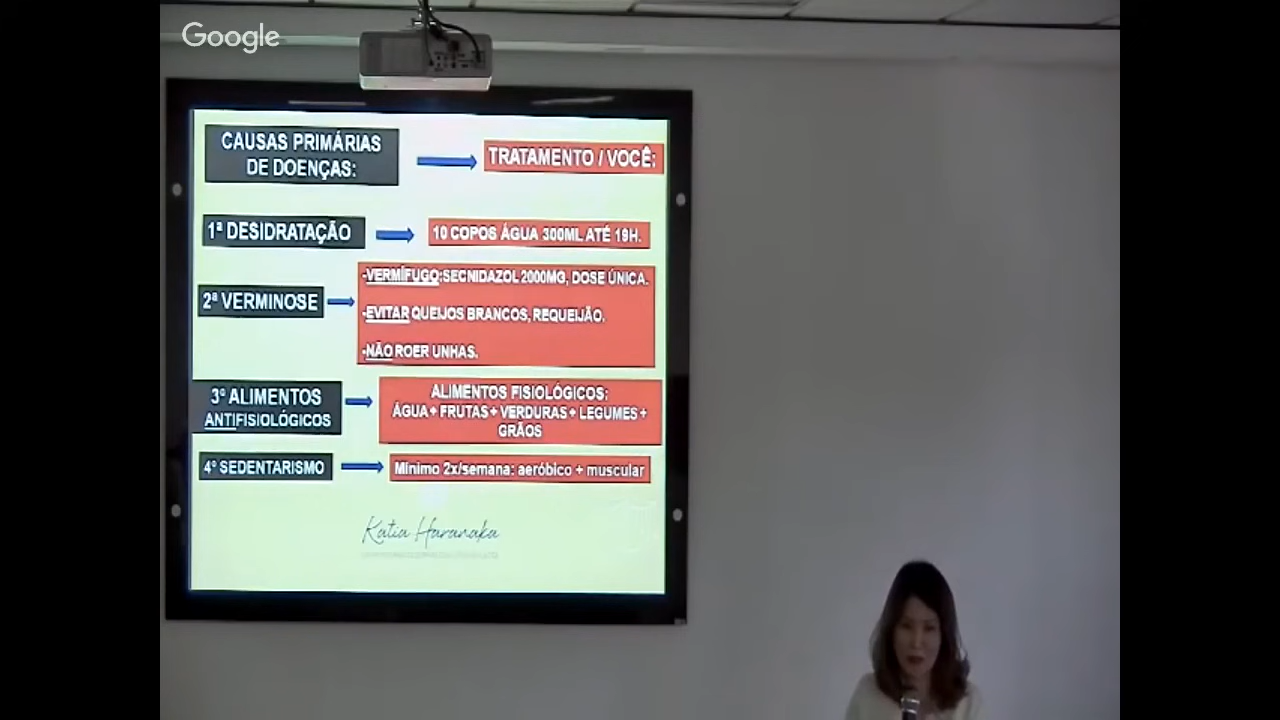 Google
CAUSAS PRIMÁRIAS
DE DOENÇAS:
TRATAMENTO / VOCÊ:
1ª DESIDRATAÇÃO
10 COPOS ÁGUA 300ML ATÉ 19H.
2ª VERMINOSE
-VERMÍFUGO:SECNIDAZOL 2000MG, DOSE ÚNICA.
-EVITAR QUEIJOS BRANCOS, REQUEIJÃO.
-NÃO ROER UNHAS.
3º ALIMENTOS
ANTIFISIOLÓGICOS
ALIMENTOS FISIOLÓGICOS:
ÁGUA + FRUTAS + VERDURAS + LEGUMES +
GRÃOS
4º SEDENTARISMO
Mínimo 2x/semana: aeróbico + muscular
Katia Haranaka